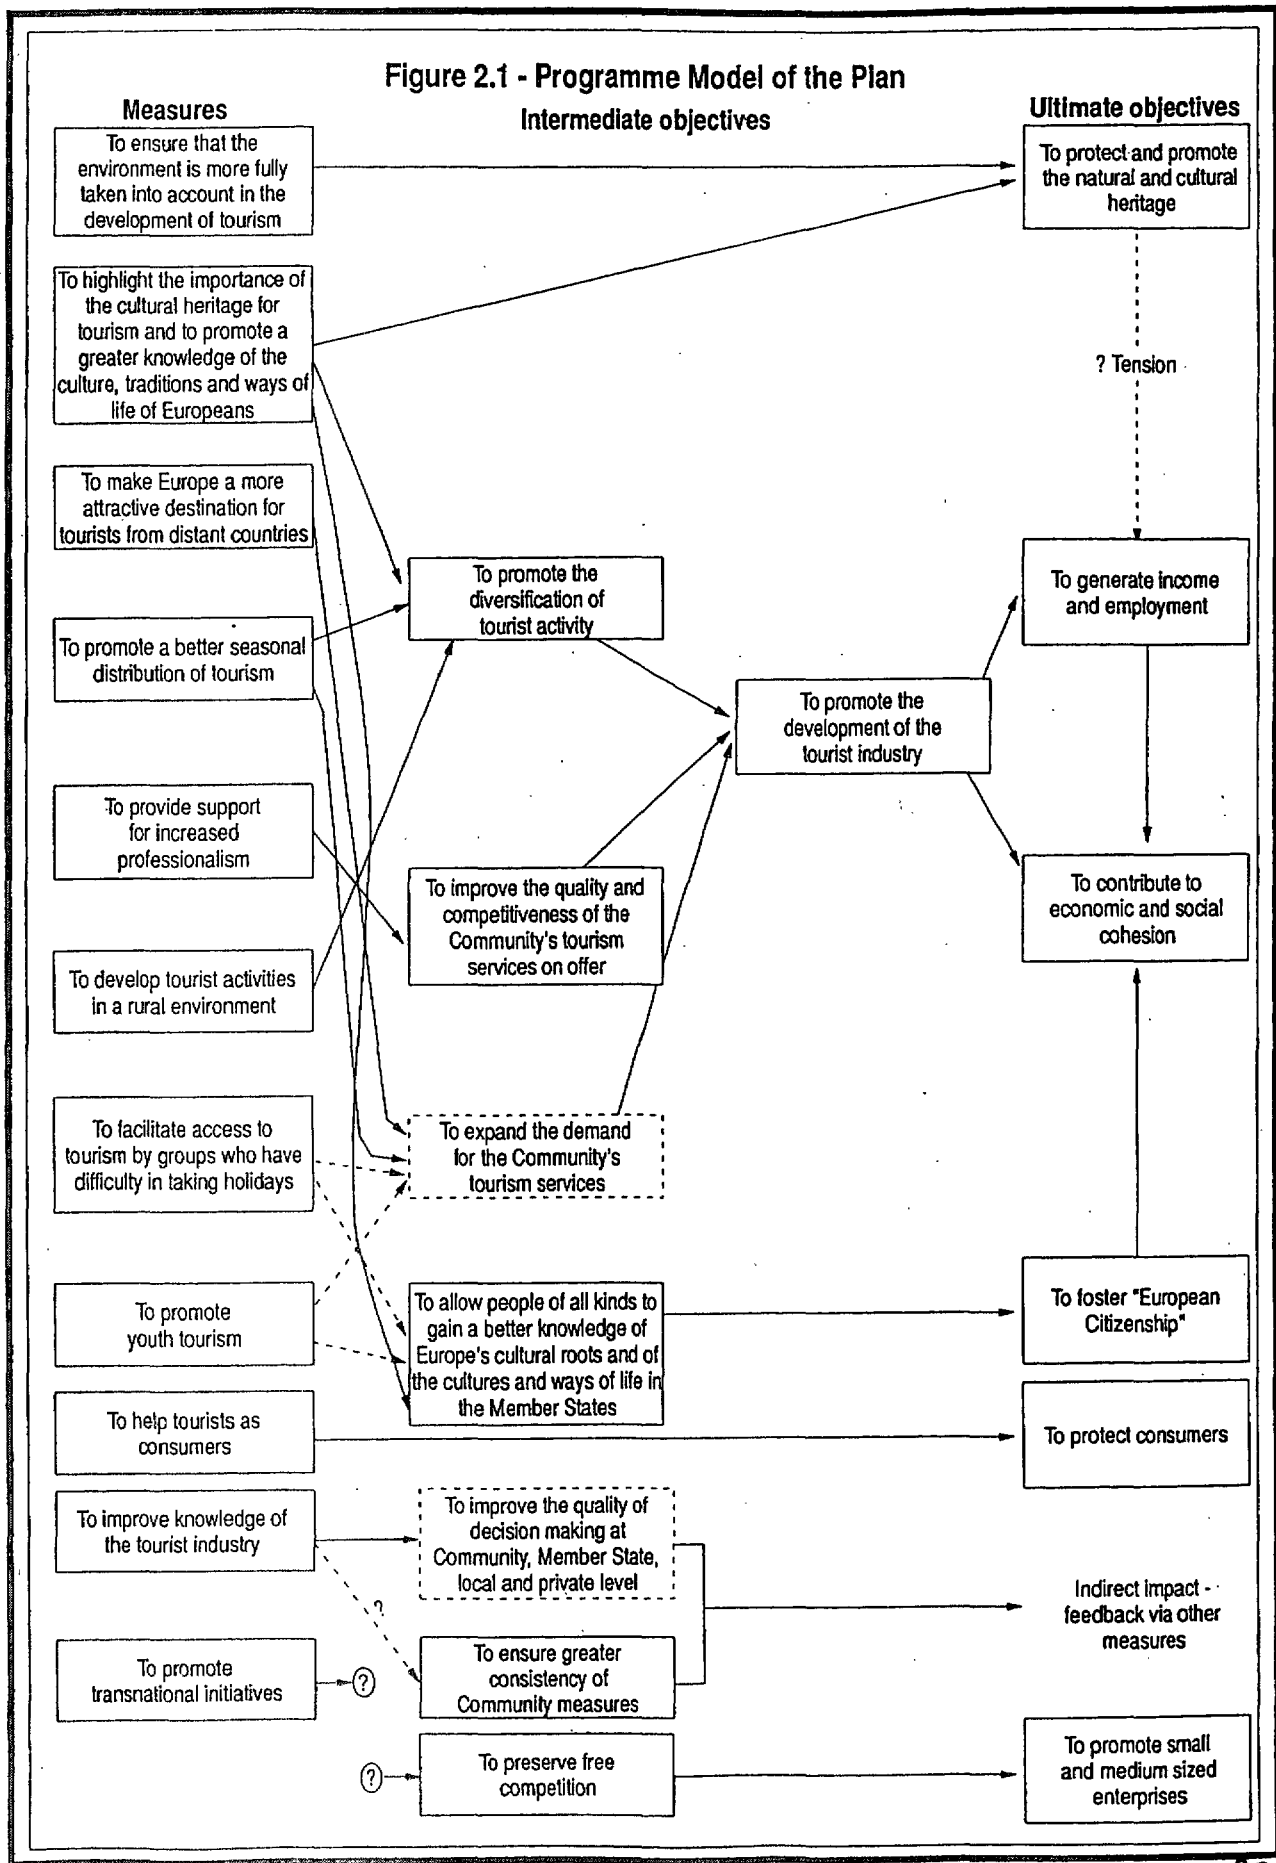 Figure 2.1 - Programme Model of the Plan
Measures
Intermediate objectives
Ultimate objectives
To ensure that the
environment is more fully
taken into account in the
development of tourism
To protect and promote
the natural and cultural
heritage
To highlight the importance of
the cultural heritage for
tourism and to promote a
greater knowledge of the
culture, traditions and ways of
life of Europeans
? Tension
To make Europe a more
attractive destination for
tourists from distant countries
To promote the
diversification of
tourist activity
To generate income
and employment
To promote a better seasonal
distribution of tourism
To promote the
development of the
tourist industry
To provide support
for increased
professionalism
To improve the quality and
competitiveness of the
Community's tourism
services on offer
To contribute to
economic and social
cohesion
To develop tourist activities
in a rural environment
To facilitate access to
tourism by groups who have
difficulty in taking holidays
To expand the demand
for the Community's
tourism services
To promote
youth tourism
To allow people of all kinds to
gain a better knowledge of
Europe's cultural roots and of
the cultures and ways of life in
the Member States
To foster "European
Citizenship"
To help tourists as
consumers
To protect consumers
To improve knowledge of
the tourist industry
To improve the quality of
decision making at
Community, Member State,
local and private level
?
Indirect impact -
feedback via other
measures
To promote
transnational initiatives
?
To ensure greater
consistency of
Community measures
?
To preserve free
competition
To promote small
and medium sized
enterprises